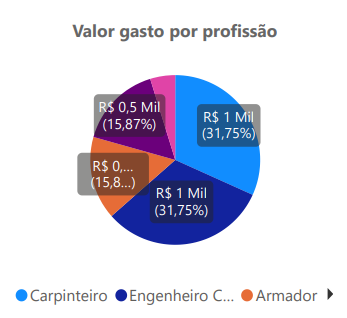 Valor gasto por profissão
R$ 0,5 Mil
(15,87%)
R$ 1 Mil
(31,75%)
R$ 0,...
(15,8...)
R$ 1 Mil
(31,75%)
Carpinteiro Engenheiro C... Armador